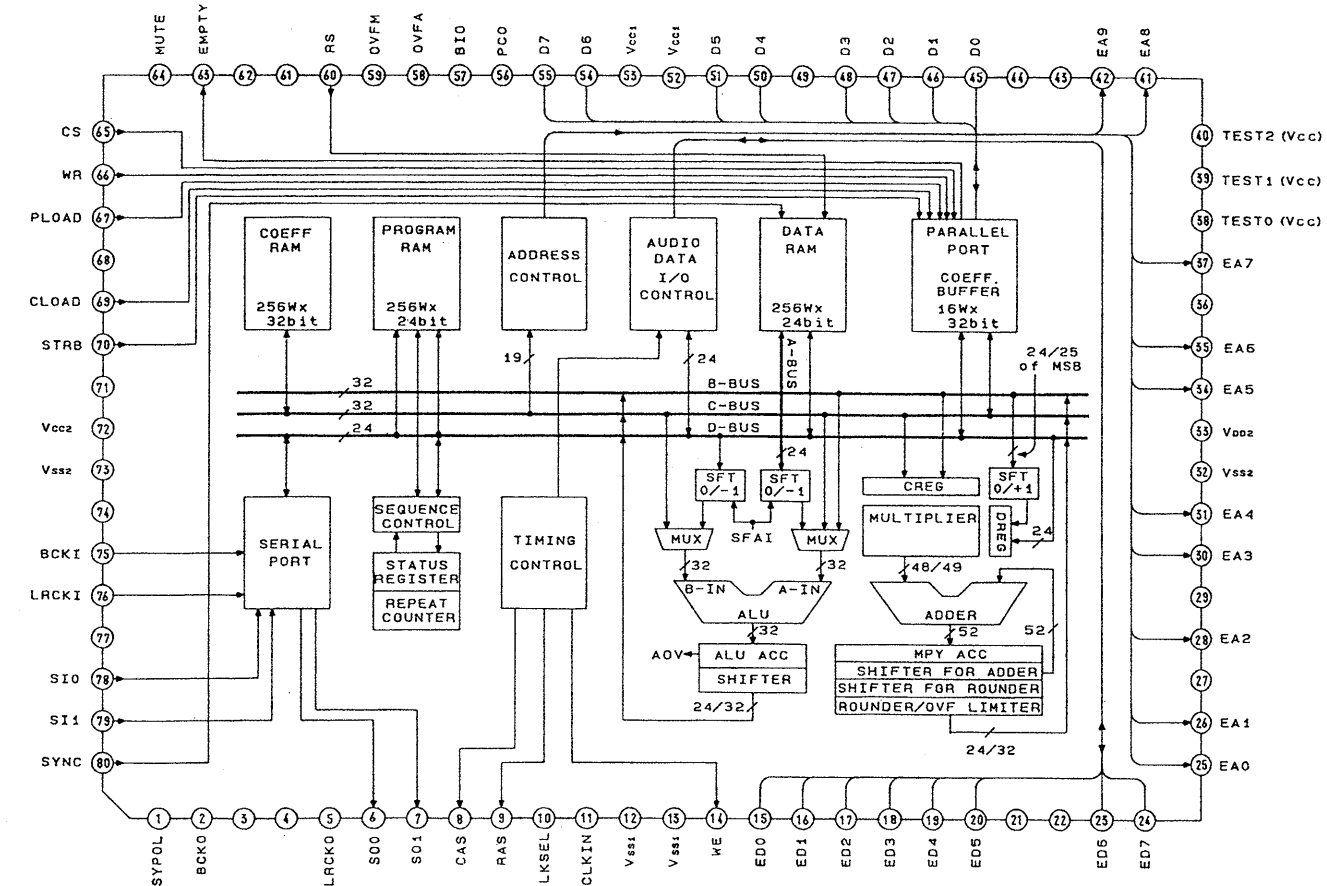 MUTE EMPTY RS OVFM OVFA BIO PCO D7 D6 Vcc1 Vcc1 D5 D4 D3 D2 D1 D0 EA9 EA8
64 63 62 61 60 59 58 57 56 55 54 53 52 51 50 49 48 47 46 45 44 43 42 41
CS 65
WR 66
PLOAD 67
68
CLOAD 69
STRB 70
71
Vcc2 72
Vss2 73
74
BCKI 75
LRCKI 76
77
SI0 78
SI1 79
SYNC 80
40 TEST2 (Vcc)
39 TEST1 (Vcc)
38 TEST0 (Vcc)
37 EA7
36
35 EA6
34 EA5
33 VDD2
32 Vss2
31 EA4
30 EA3
29
28 EA2
27
26 EA1
25 EA0
COEFF
RAM
256Wx
32bit
PROGRAM
RAM
256Wx
24bit
ADDRESS
CONTROL
AUDIO
DATA
I/O
CONTROL
DATA
RAM
256Wx
24bit
PARALLEL
PORT
COEFF.
BUFFER
16Wx
32bit
19
24
A-BUS
24/25
of MSB
32
B-BUS
32
C-BUS
24
D-BUS
24
SERIAL
PORT
SEQUENCE
CONTROL
STATUS
REGISTER
REPEAT
COUNTER
TIMING
CONTROL
SFT
0/-1
SFT
0/-1
SFAI
MUX
MUX
32
32
B-IN
A-IN
ALU
32
AOV
ALU ACC
SHIFTER
24/32
CREG
SFT
0/+1
MULTIPLIER
DREG
24
48/49
ADDER
52
52
MPY ACC
SHIFTER FOR ADDER
SHIFTER FOR ROUNDER
ROUNDER/OVF LIMITER
24/32
1 2 3 4 5 6 7 8 9 10 11 12 13 14 15 16 17 18 19 20 21 22 23 24
SYPOL BCKO LRCKO SO0 SO1 CAS RAS LKSEL CLKIN Vss1 Vss1 WE ED0 ED1 ED2 ED3 ED4 ED5 ED6 ED7